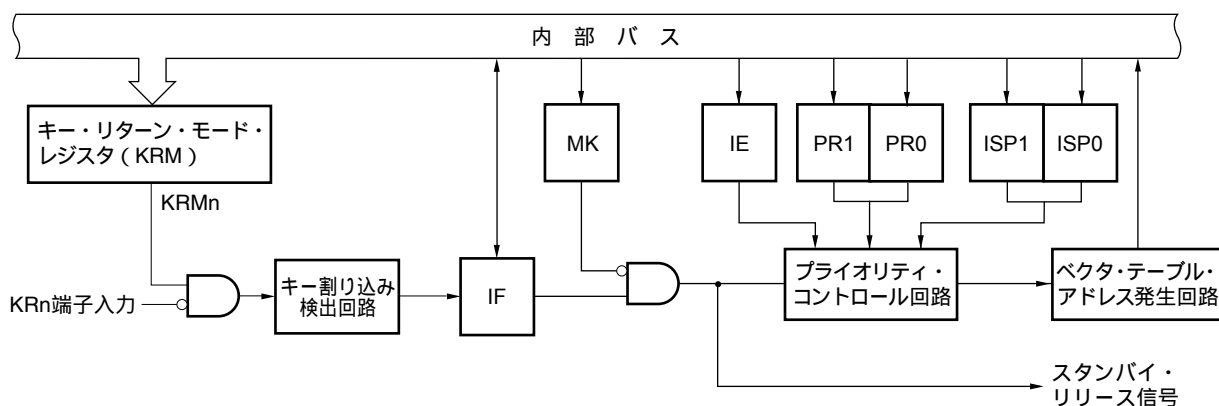 内 部 バ ス
キー・リターン・モード・
レジスタ(KRM)
MK
IE
PR1
PR0
ISP1
ISP0
KRMn
KRn端子入力
キー割り込み
検出回路
IF
プライオリティ・
コントロール回路
ベクタ・テーブル・
アドレス発生回路
スタンバイ・
リリース信号